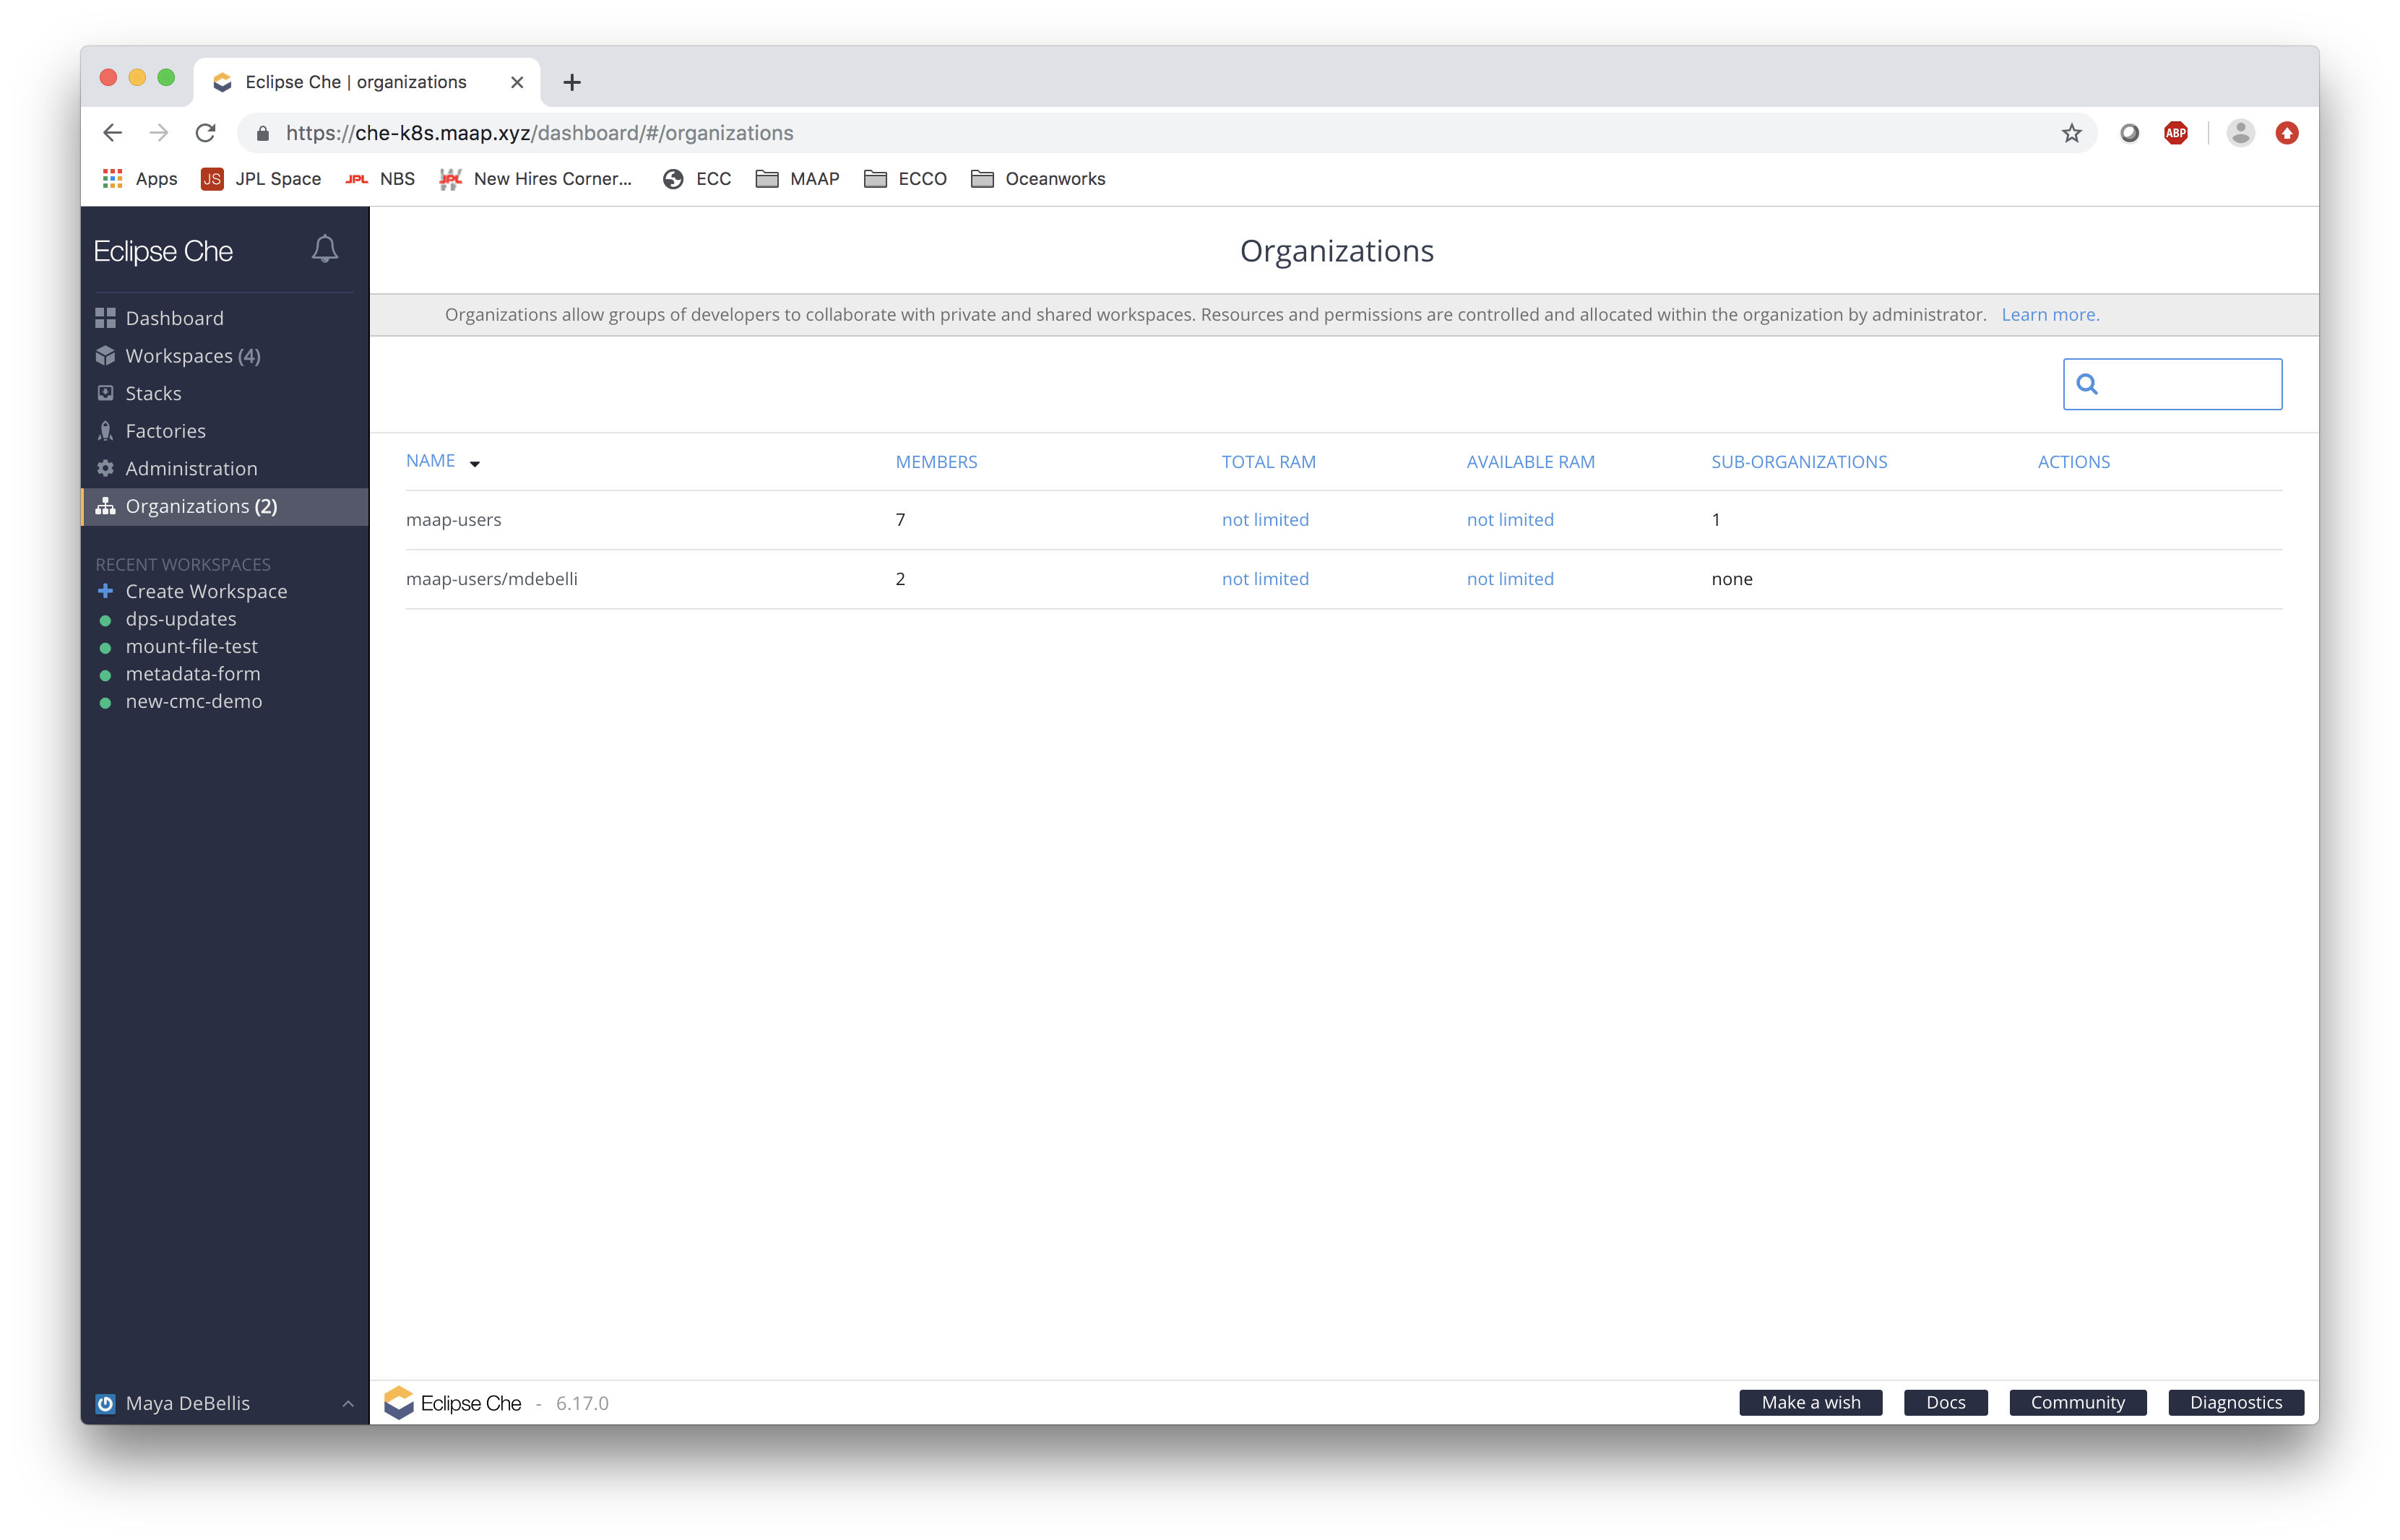 Eclipse Che | organizations
https://che-k8s.maap.xyz/dashboard/#/organizations
ABP
Apps JS JPL Space JPL NBS JPL New Hires Corner... ECC MAAP ECCO Oceanworks
Eclipse Che
Dashboard
Workspaces (4)
Stacks
Factories
Administration
Organizations (2)
RECENT WORKSPACES
Create Workspace
dps-updates
mount-file-test
metadata-form
new-cmc-demo
Maya DeBellis
Organizations
Organizations allow groups of developers to collaborate with private and shared workspaces. Resources and permissions are controlled and allocated within the organization by administrator. Learn more.
NAME MEMBERS TOTAL RAM AVAILABLE RAM SUB-ORGANIZATIONS ACTIONS
maap-users 7 not limited not limited 1
maap-users/mdebelli 2 not limited not limited none
Eclipse Che - 6.17.0 Make a wish Docs Community Diagnostics